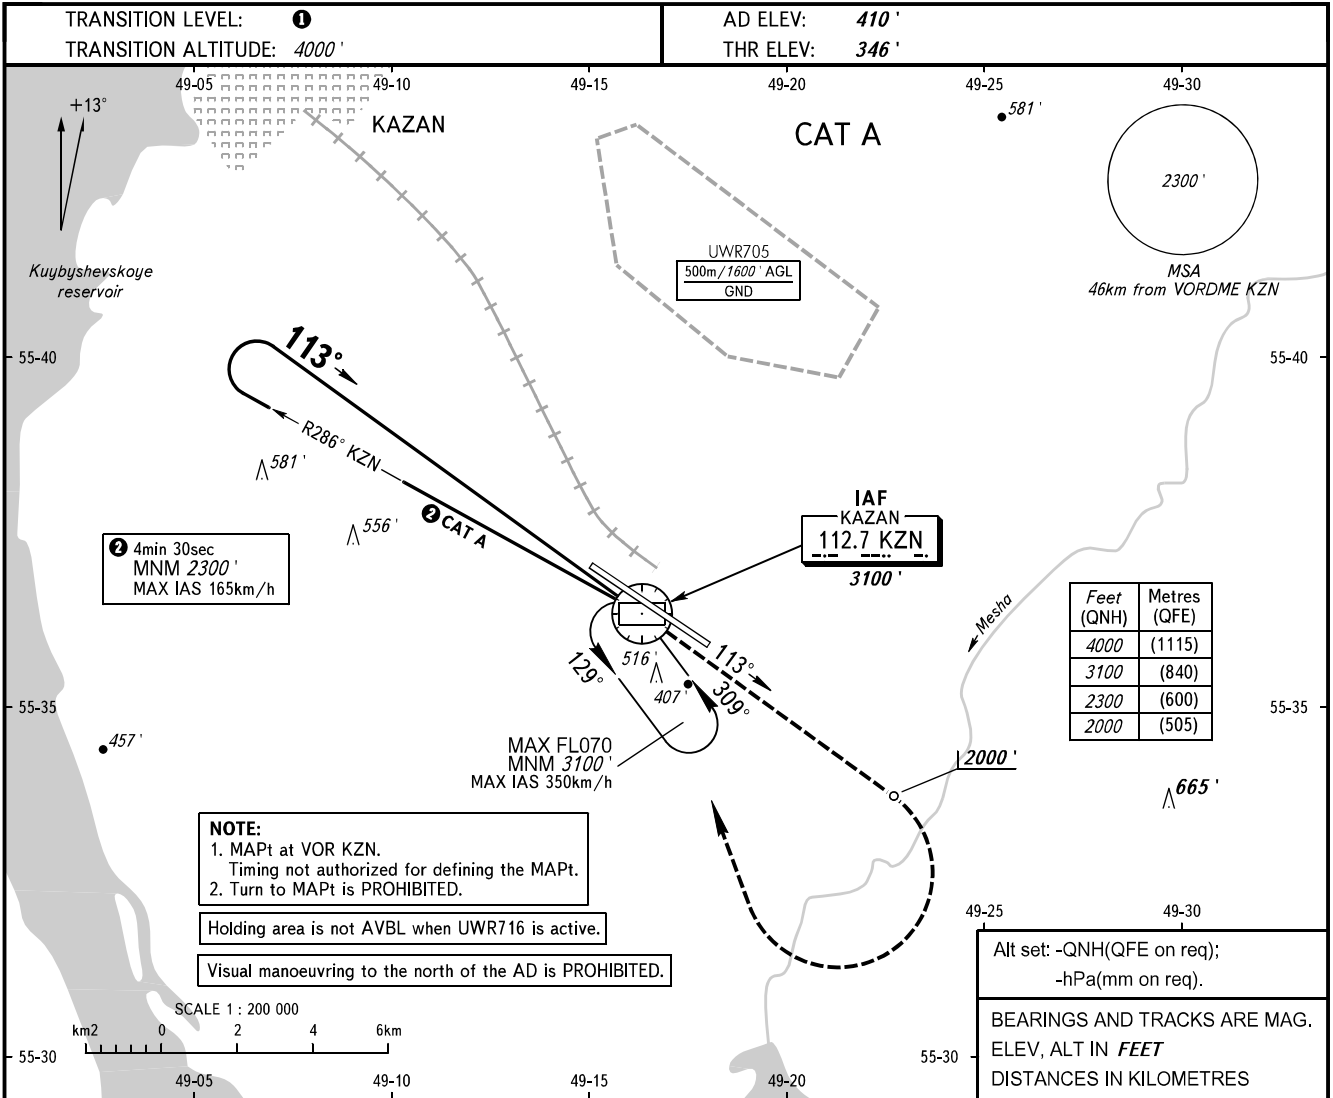 TRANSITION LEVEL: ❶
TRANSITION ALTITUDE: 4000 '
AD ELEV: 410 '
THR ELEV: 346 '
49-05 49-10 49-15 49-20 49-25 49-30
+13°
KAZAN
CAT A
581 '
2300 '
Kuybyshevskoye
reservoir
UWR705
500m/1600 ' AGL
GND
MSA
46km from VORDME KZN
55-40
113°
55-40
R286° KZN
581 '
❷ CAT A
556 '
IAF
KAZAN
112.7 KZN
3100 '
❷ 4min 30sec
MNM 2300 '
MAX IAS 165km/h
Feet
(QNH)
Metres
(QFE)
4000 (1115)
3100 (840)
2300 (600)
2000 (505)
Mesha
129°
516 '
407 '
309°
113°
55-35
457 '
MAX FL070
MNM 3100 '
MAX IAS 350km/h
2000 '
665 '
NOTE:
1. MAPt at VOR KZN.
Timing not authorized for defining the MAPt.
2. Turn to MAPt is PROHIBITED.
Holding area is not AVBL when UWR716 is active.
Visual manoeuvring to the north of the AD is PROHIBITED.
55-35
49-25 49-30
SCALE 1 : 200 000
km2 0 2 4 6km
55-30
55-30
49-05 49-10 49-15 49-20
Alt set: -QNH(QFE on req);
-hPa(mm on req).
BEARINGS AND TRACKS ARE MAG.
ELEV, ALT IN FEET
DISTANCES IN KILOMETRES